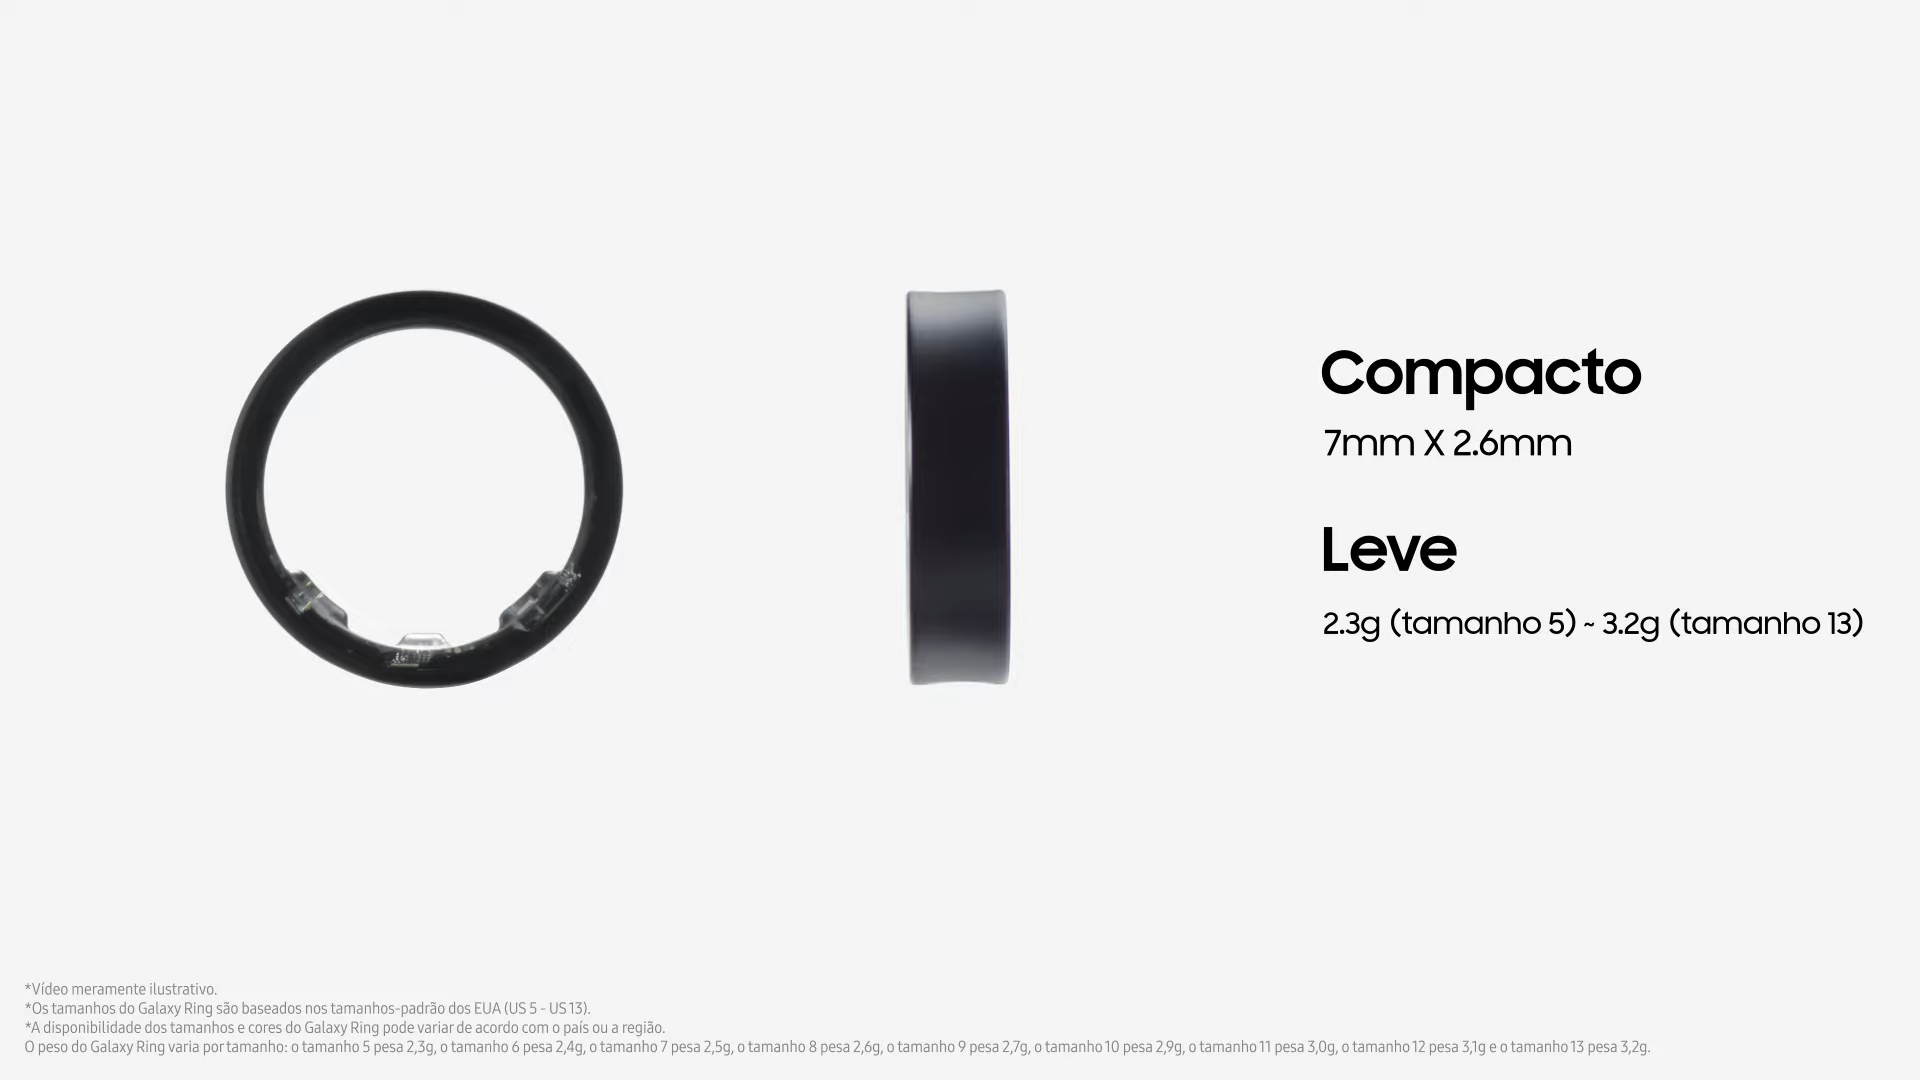 Compacto
7mm X 2.6mm
Leve
2.3g (tamanho 5) ~ 3.2g (tamanho 13)
*Vídeo meramente ilustrativo.
*Os tamanhos do Galaxy Ring são baseados nos tamanhos-padrão dos EUA (US 5 - US 13).
*A disponibilidade dos tamanhos e cores do Galaxy Ring pode variar de acordo com o país ou a região.
O peso do Galaxy Ring varia por tamanho: o tamanho 5 pesa 2,3g, o tamanho 6 pesa 2,4g, o tamanho 7 pesa 2,5g, o tamanho 8 pesa 2,6g, o tamanho 9 pesa 2,7g, o tamanho 10 pesa 2,9g, o tamanho 11 pesa 3,0g, o tamanho 12 pesa 3,1g e o tamanho 13 pesa 3,2g.